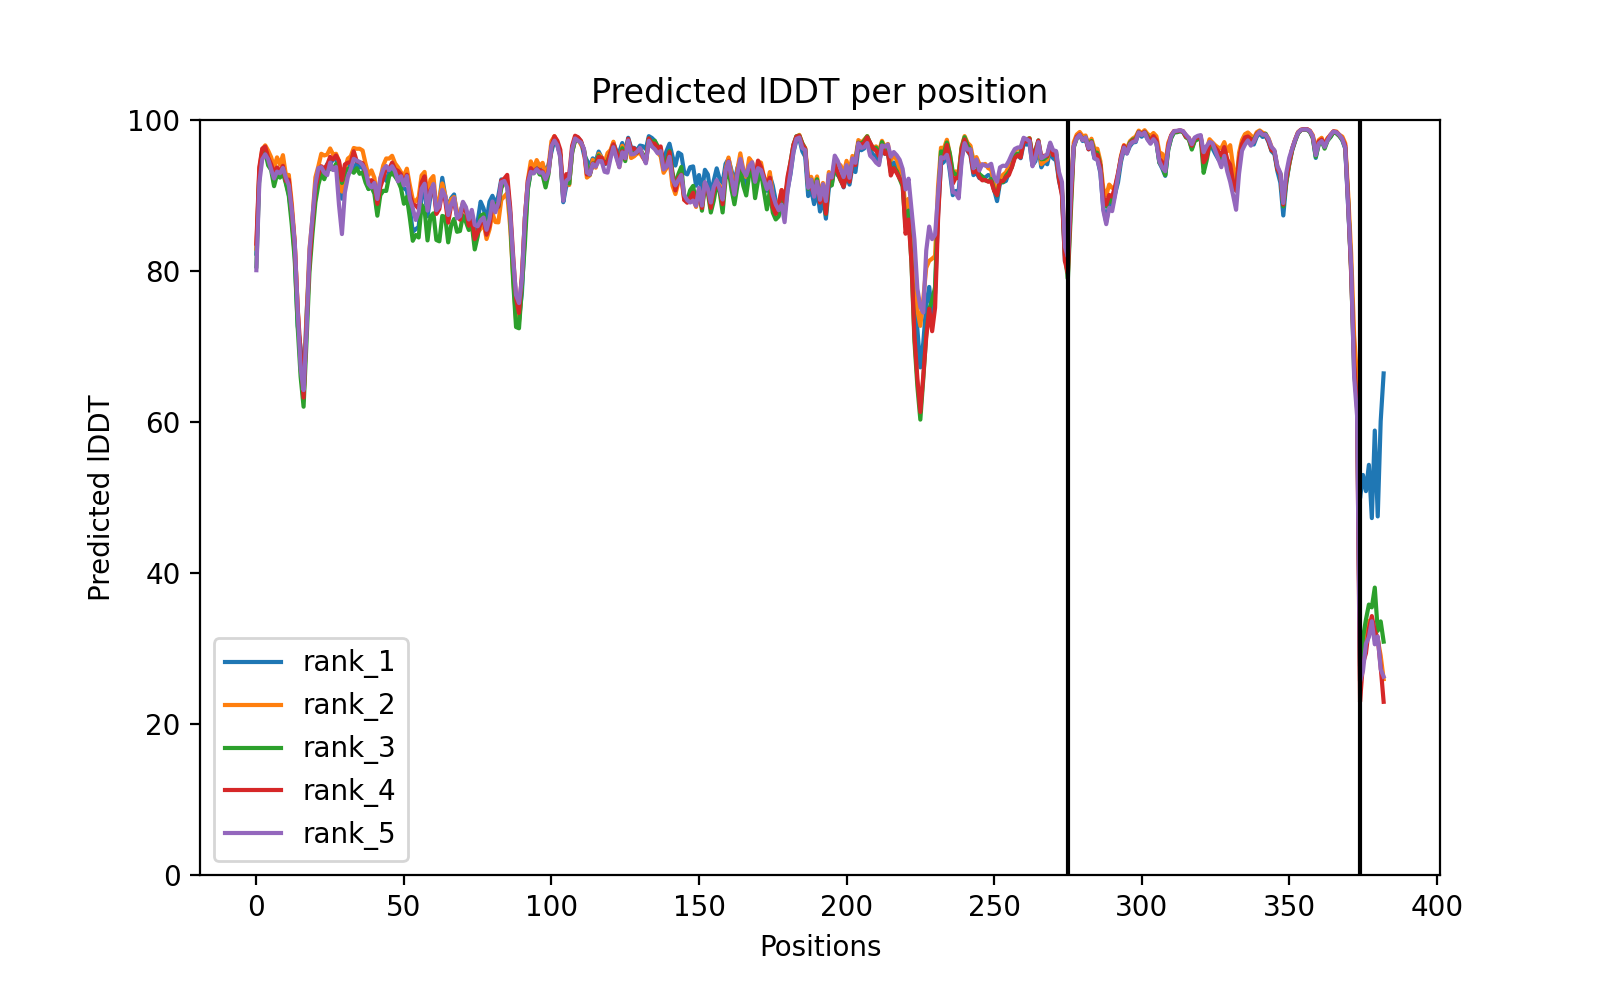 Predicted lDDT per position
100
80
60
40
20
0
Predicted lDDT
rank_1
rank_2
rank_3
rank_4
rank_5
0 50 100 150 200 250 300 350 400
Positions